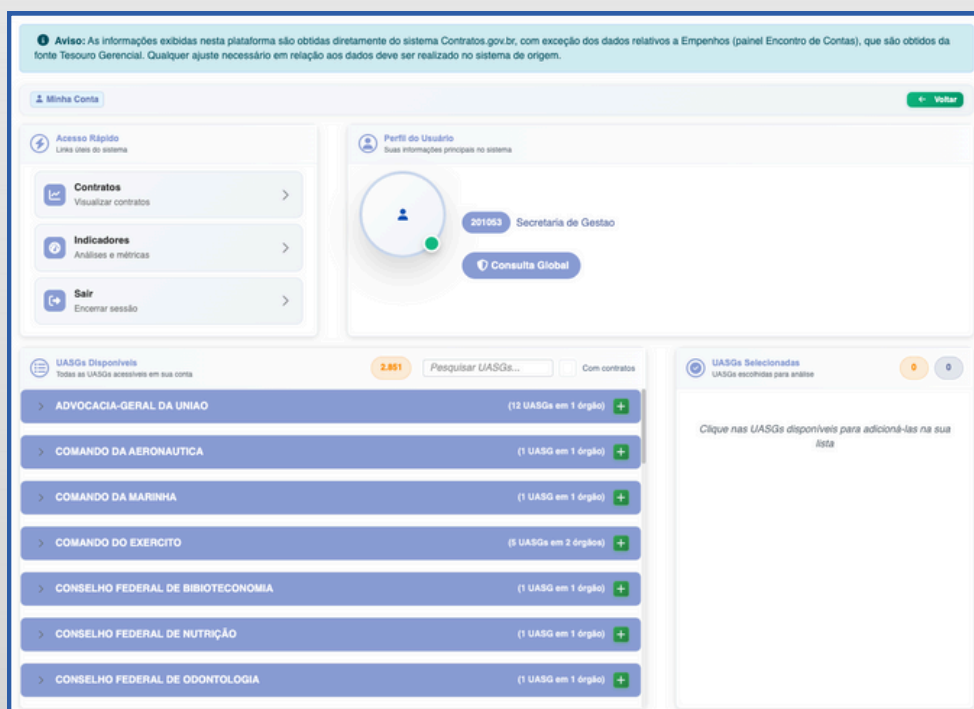 Aviso: As informações exibidas nesta plataforma são obtidas diretamente do sistema Contratos.gov.br, com exceção dos dados relativos a Empenhos (painel Encontro de Contas), que são obtidos da
fonte Tesouro Gerencial. Qualquer ajuste necessário em relação aos dados deve ser realizado no sistema de origem.
Minha Conta
Voltar
Acesso Rápido
Links úteis do sistema
Contratos
Visualizar contratos
Indicadores
Análises e métricas
Sair
Encerrar sessão
Perfil do Usuário
Suas informações principais no sistema
201053 Secretaria de Gestao
Consulta Global
UASGs Disponíveis
Todas as UASGs acessíveis em sua conta
2.851
Pesquisar UASGs...
Com contratos
ADVOCACIA-GERAL DA UNIAO (12 UASGs em 1 órgão)
COMANDO DA AERONAUTICA (1 UASG em 1 órgão)
COMANDO DA MARINHA (1 UASG em 1 órgão)
COMANDO DO EXERCITO (5 UASGs em 2 órgãos)
CONSELHO FEDERAL DE BIBIOTECONOMIA (1 UASG em 1 órgão)
CONSELHO FEDERAL DE NUTRIÇÃO (1 UASG em 1 órgão)
CONSELHO FEDERAL DE ODONTOLOGIA (1 UASG em 1 órgão)
UASGs Selecionadas
UASGs escolhidas para análise
0 0
Clique nas UASGs disponíveis para adicioná-las na sua
lista